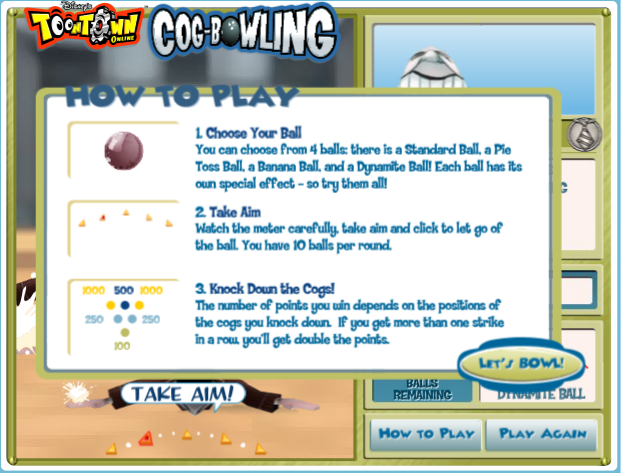 Disney's
TOONTOWN
ONLINE
COG-BOWLING
HOW TO PLAY
1. Choose Your Ball
You can choose from 4 balls: there is a Standard Ball, a Pie
Toss Ball, a Banana Ball, and a Dynamite Ball! Each ball has its
own special effect - so try them all!
2. Take Aim
Watch the meter carefully, take aim and click to let go of
the ball. You have 10 balls per round.
1000 500 1000
250 250
100
3. Knock Down the Cogs!
The number of points you win depends on the positions of
the cogs you knock down. If you get more than one strike
in a row, you'll get double the points.
LET'S BOWL!
TAKE AIM!
BALLS
REMAINING
DYNAMITE BALL
HOW TO PLAY
PLAY AGAIN